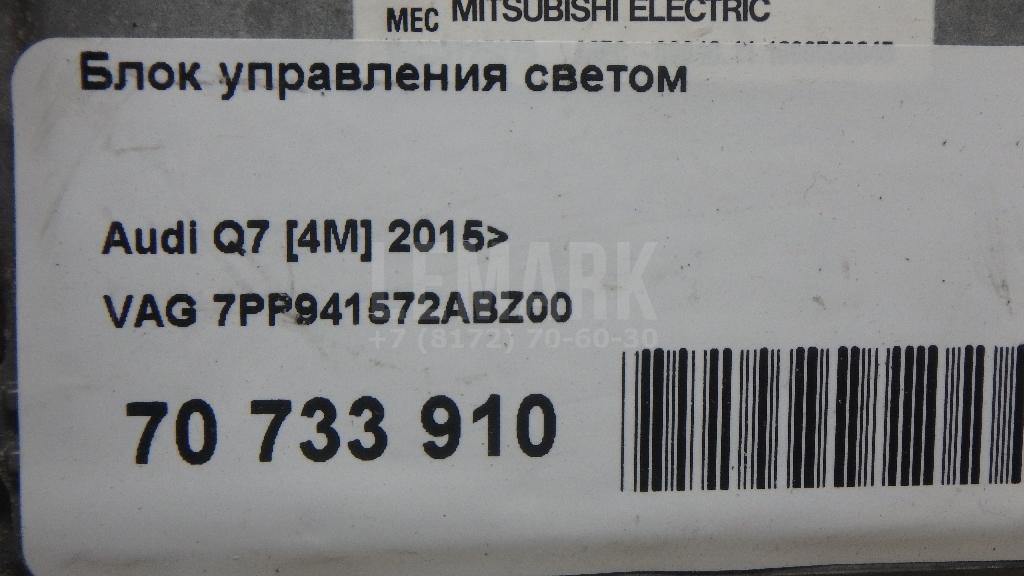 MEC MITSUBISHI ELECTRIC
Блок управления светом
Audi Q7 [4M] 2015>
LEMARK
VAG 7PP941572ABZ00
+7 (8172) 70-60-30
70 733 910